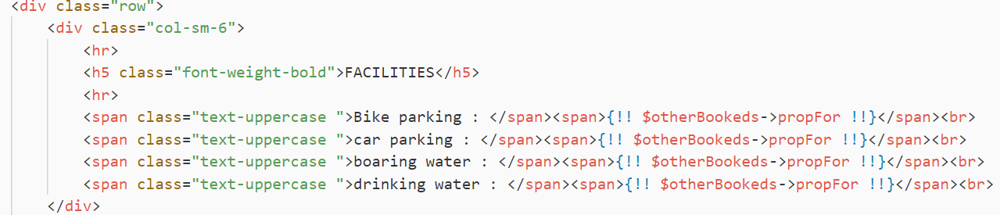 <div class="row">
<div class="col-sm-6">
<hr>
<h5 class="font-weight-bold">FACILITIES</h5>
<hr>
<span class="text-uppercase ">Bike parking : </span><span>{!! $otherBookeds->propFor !!}</span><br>
<span class="text-uppercase ">car parking : </span><span>{!! $otherBookeds->propFor !!}</span><br>
<span class="text-uppercase ">boaring water : </span><span>{!! $otherBookeds->propFor !!}</span><br>
<span class="text-uppercase ">drinking water : </span><span>{!! $otherBookeds->propFor !!}</span><br>
</div>